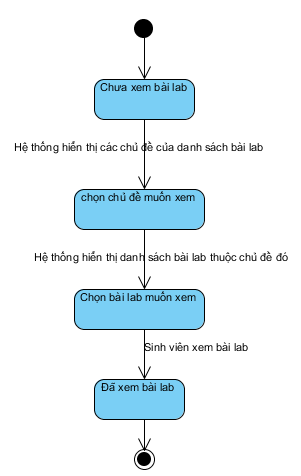 Chưa xem bài lab
Hệ thống hiển thị các chủ đề của danh sách bài lab
chọn chủ đề muốn xem
Hệ thống hiển thị danh sách bài lab thuộc chủ đề đó
Chọn bài lab muốn xem
Sinh viên xem bài lab
Đã xem bài lab